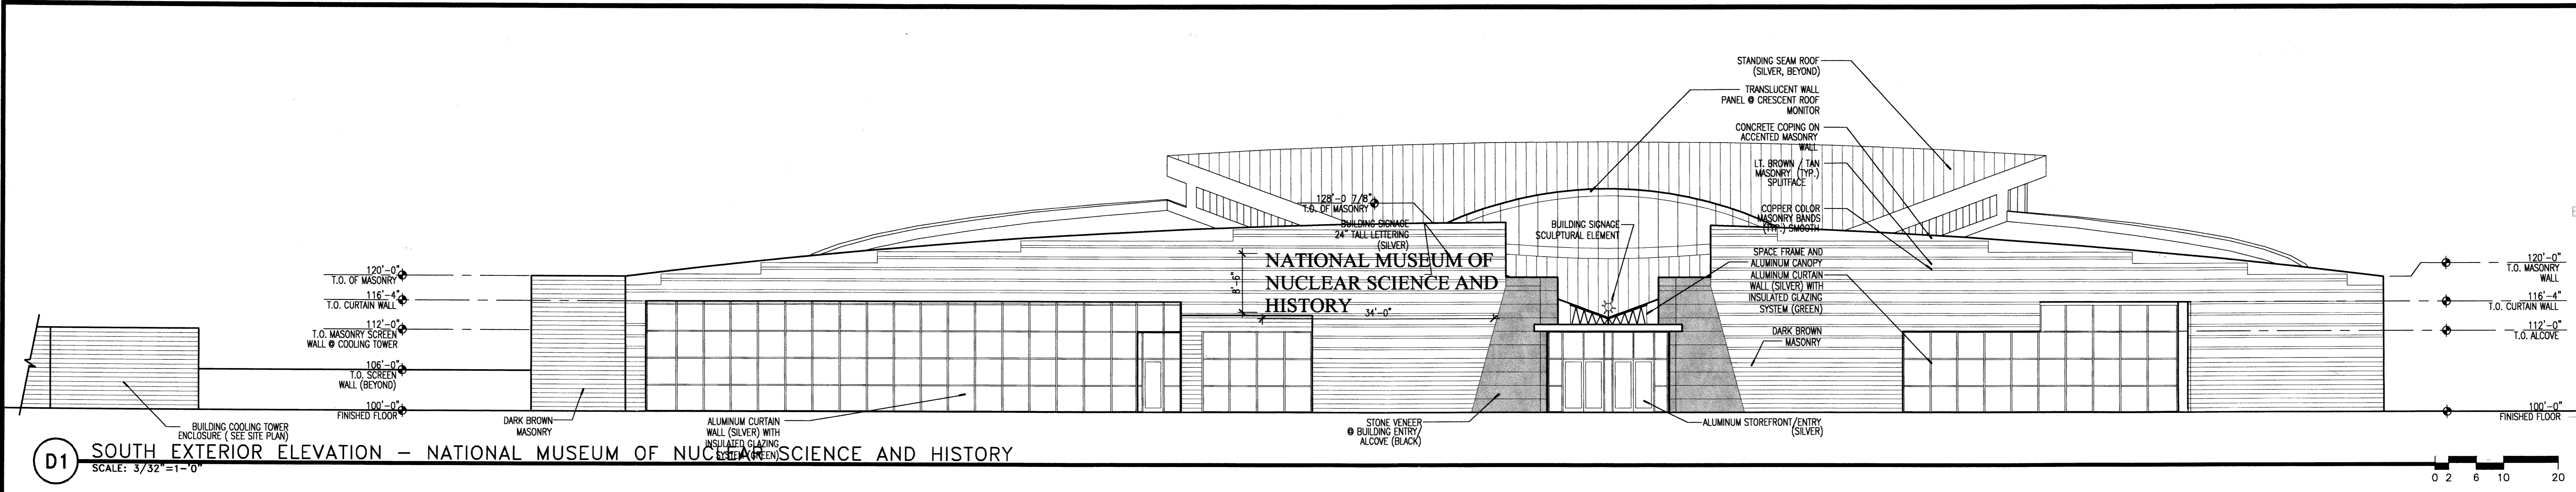 STANDING SEAM ROOF
(SILVER, BEYOND)
TRANSLUCENT WALL
PANEL @ CRESCENT ROOF
MONITOR
CONCRETE COPING ON
ACCENTED MASONRY
WALL
LT. BROWN / TAN
MASONRY (TYP.)
SPLITFACE
COPPER COLOR
MASONRY BANDS
(TYP.) SMOOTH
SPACE FRAME AND
ALUMINUM CANOPY
ALUMINUM CURTAIN
WALL (SILVER) WITH
INSULATED GLAZING
SYSTEM (GREEN)
DARK BROWN
MASONRY
128'-0 7/8"
T.O. OF MASONRY
BUILDING SIGNAGE
24" TALL LETTERING
(SILVER)
BUILDING SIGNAGE
SCULPTURAL ELEMENT
NATIONAL MUSEUM OF
NUCLEAR SCIENCE AND
HISTORY
8'-6"
34'-0"
120'-0"
T.O. OF MASONRY
116'-4"
T.O. CURTAIN WALL
112'-0"
T.O. MASONRY SCREEN
WALL @ COOLING TOWER
106'-0"
T.O. SCREEN
WALL (BEYOND)
100'-0"
FINISHED FLOOR
120'-0"
T.O. MASONRY
WALL
116'-4"
T.O. CURTAIN WALL
112'-0"
T.O. ALCOVE
100'-0"
FINISHED FLOOR
BUILDING COOLING TOWER
ENCLOSURE ( SEE SITE PLAN)
DARK BROWN
MASONRY
ALUMINUM CURTAIN
WALL (SILVER) WITH
INSULATED GLAZING
SYSTEM (GREEN)
STONE VENEER
@ BUILDING ENTRY/
ALCOVE (BLACK)
ALUMINUM STOREFRONT/ENTRY
(SILVER)
D1
SOUTH EXTERIOR ELEVATION – NATIONAL MUSEUM OF NUCLEAR SCIENCE AND HISTORY
SCALE: 3/32"=1-'0"
0 2 6 10 20